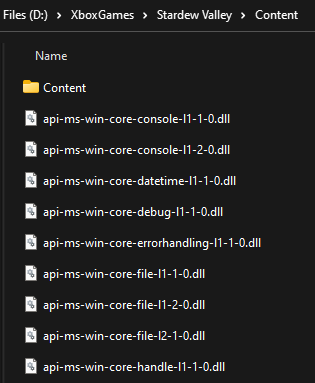 Files (D:) > XboxGames > Stardew Valley > Content
Name
Content
api-ms-win-core-console-l1-1-0.dll
api-ms-win-core-console-l1-2-0.dll
api-ms-win-core-datetime-l1-1-0.dll
api-ms-win-core-debug-l1-1-0.dll
api-ms-win-core-errorhandling-l1-1-0.dll
api-ms-win-core-file-l1-1-0.dll
api-ms-win-core-file-l1-2-0.dll
api-ms-win-core-file-l2-1-0.dll
api-ms-win-core-handle-l1-1-0.dll